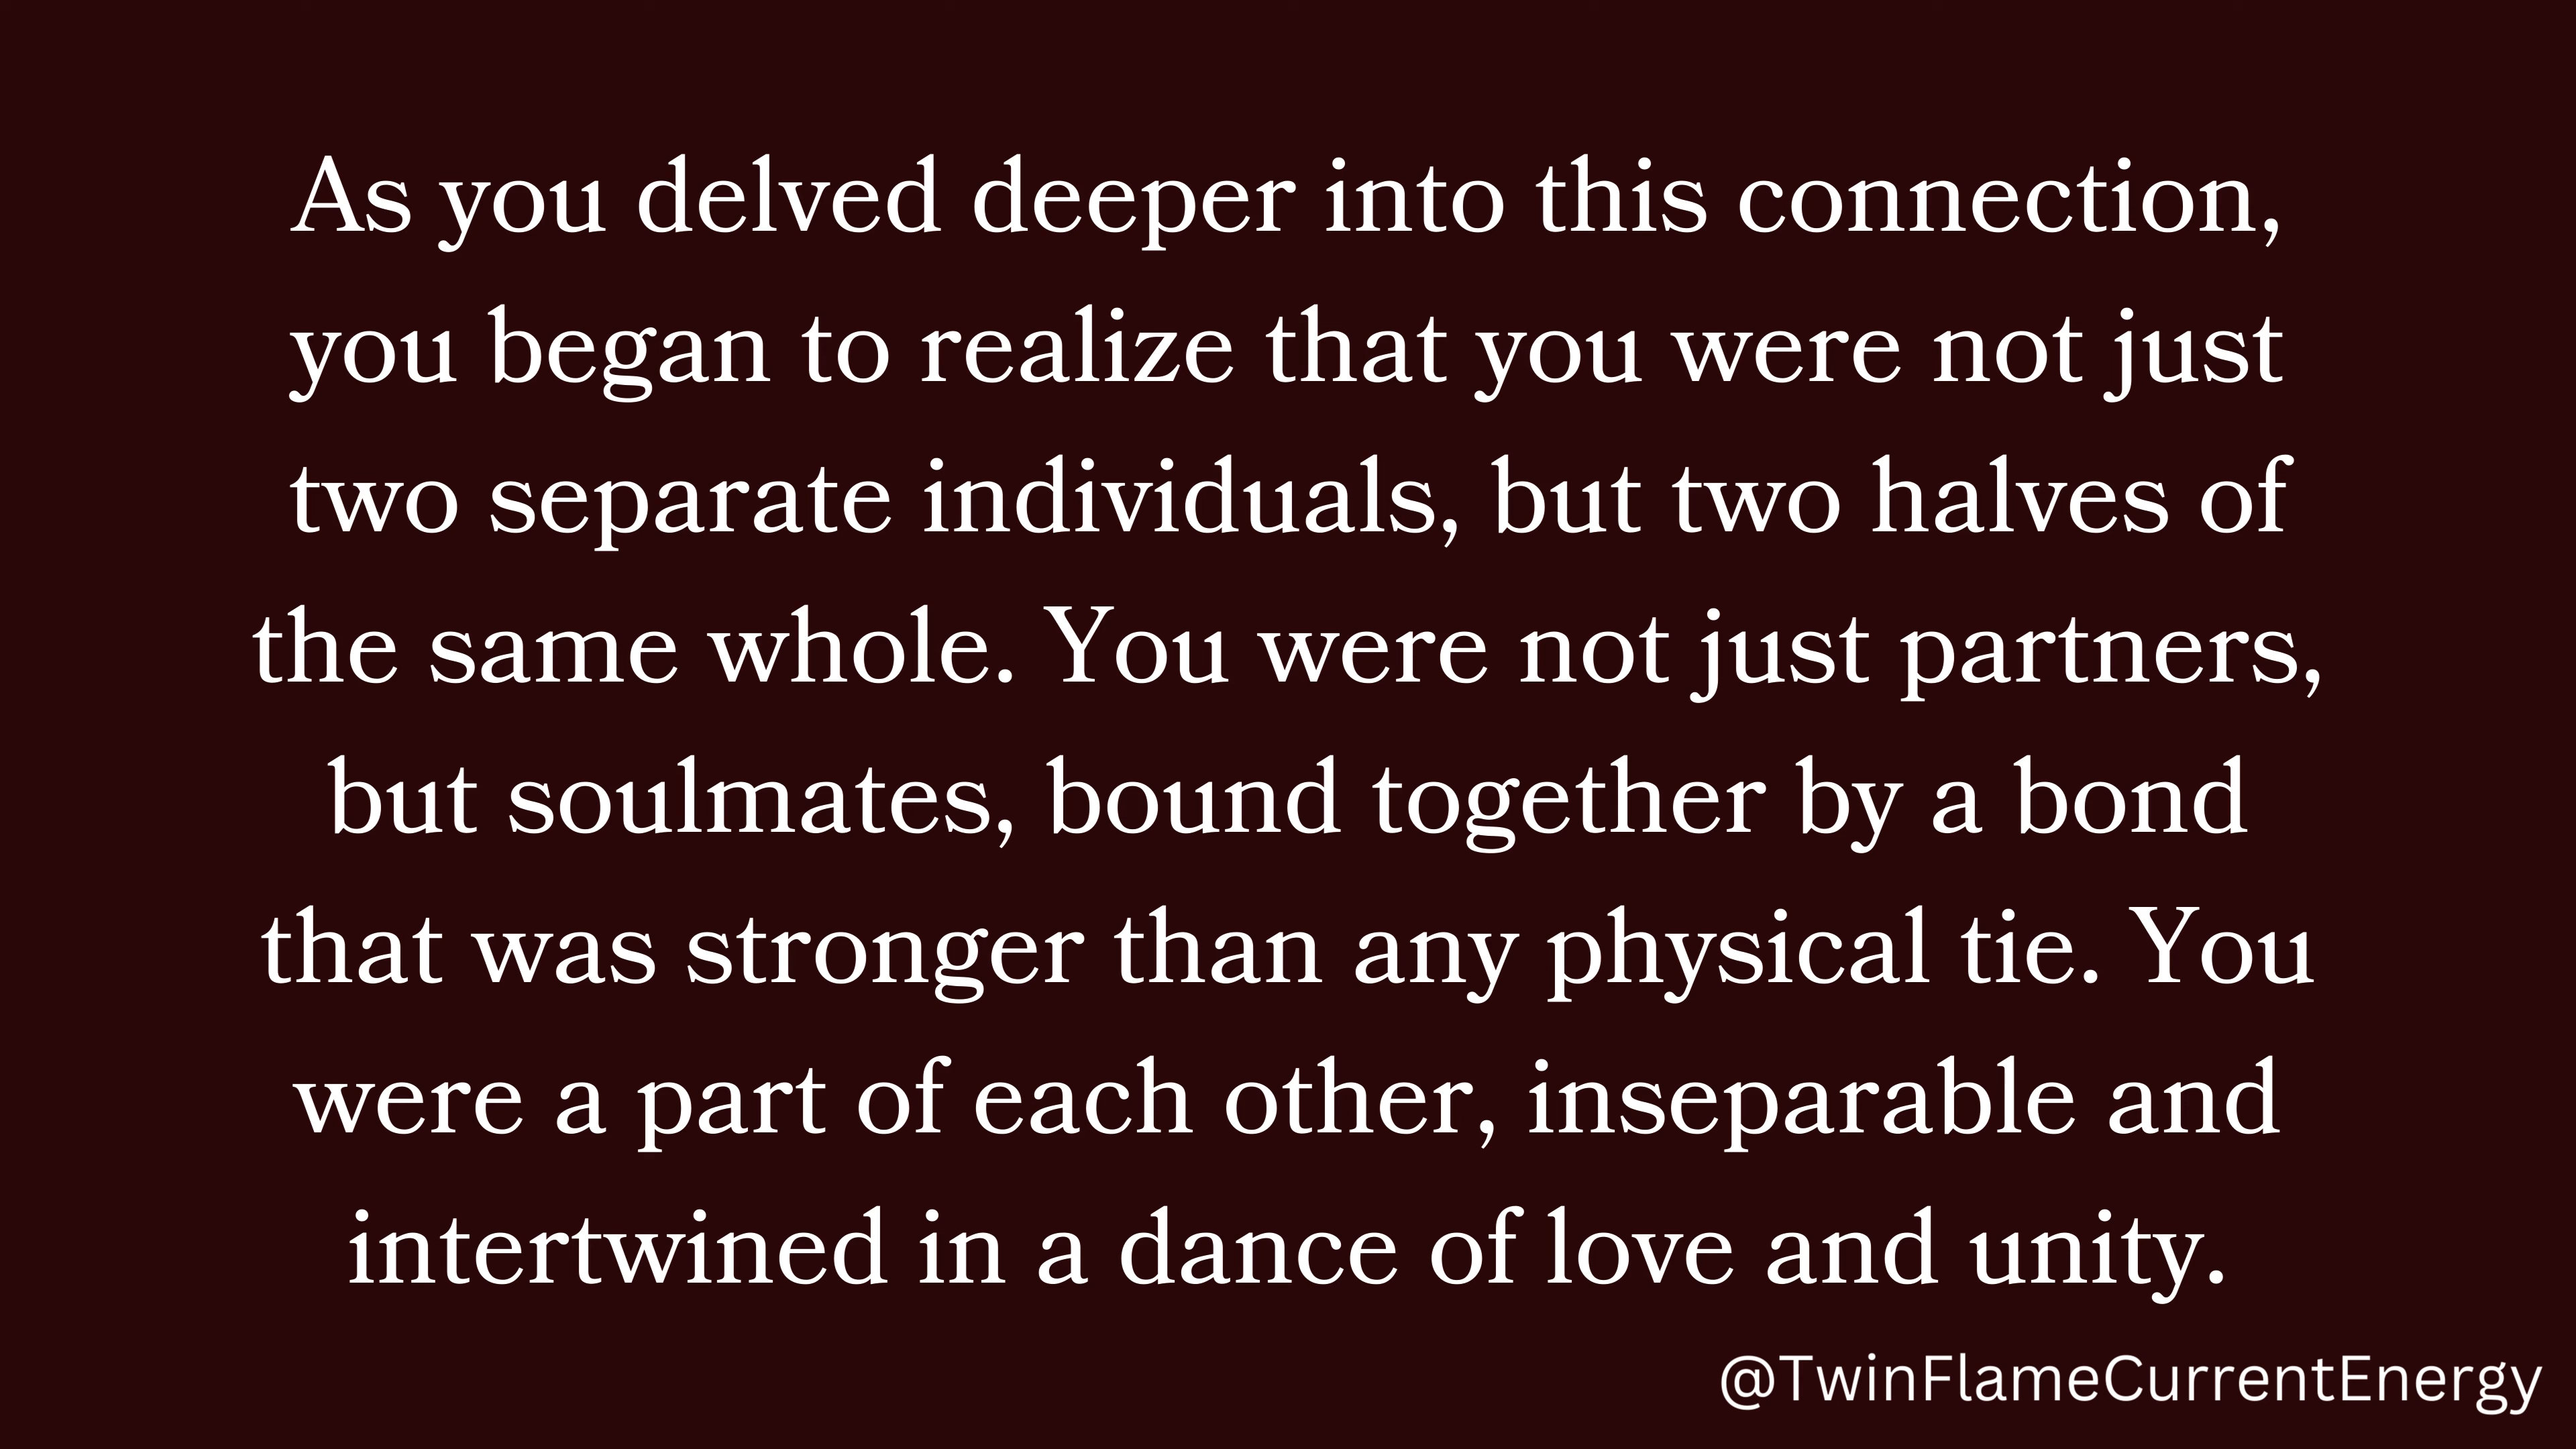 As you delved deeper into this connection,
you began to realize that you were not just
two separate individuals, but two halves of
the same whole. You were not just partners,
but soulmates, bound together by a bond
that was stronger than any physical tie. You
were a part of each other, inseparable and
intertwined in a dance of love and unity.
@TwinFlameCurrentEnergy